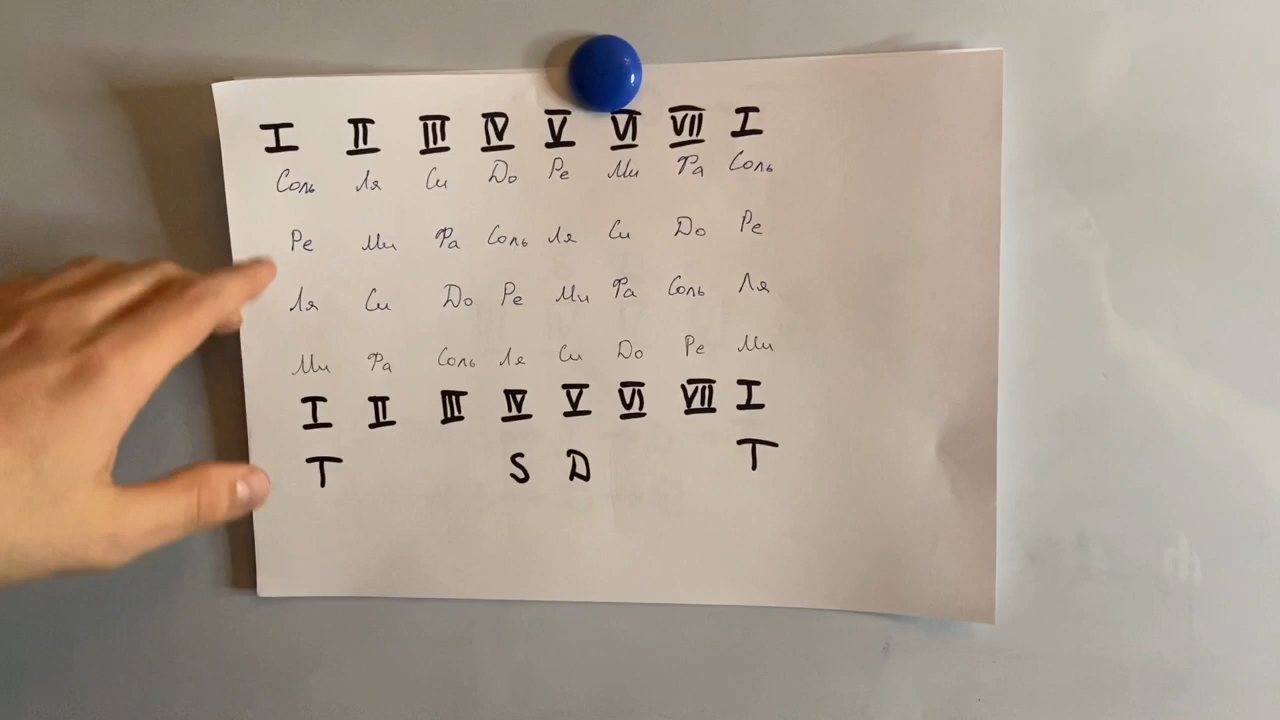 I II III IV V VI VII I
Соль Ля Си До Ре Ми Фа Соль
Ре Ми Фа Соль Ля Си До Ре
Ля Си До Ре Ми Фа Соль Ля
Ми Фа Соль Ля Си До Ре Ми
I II III IV V VI VII I
T S D T